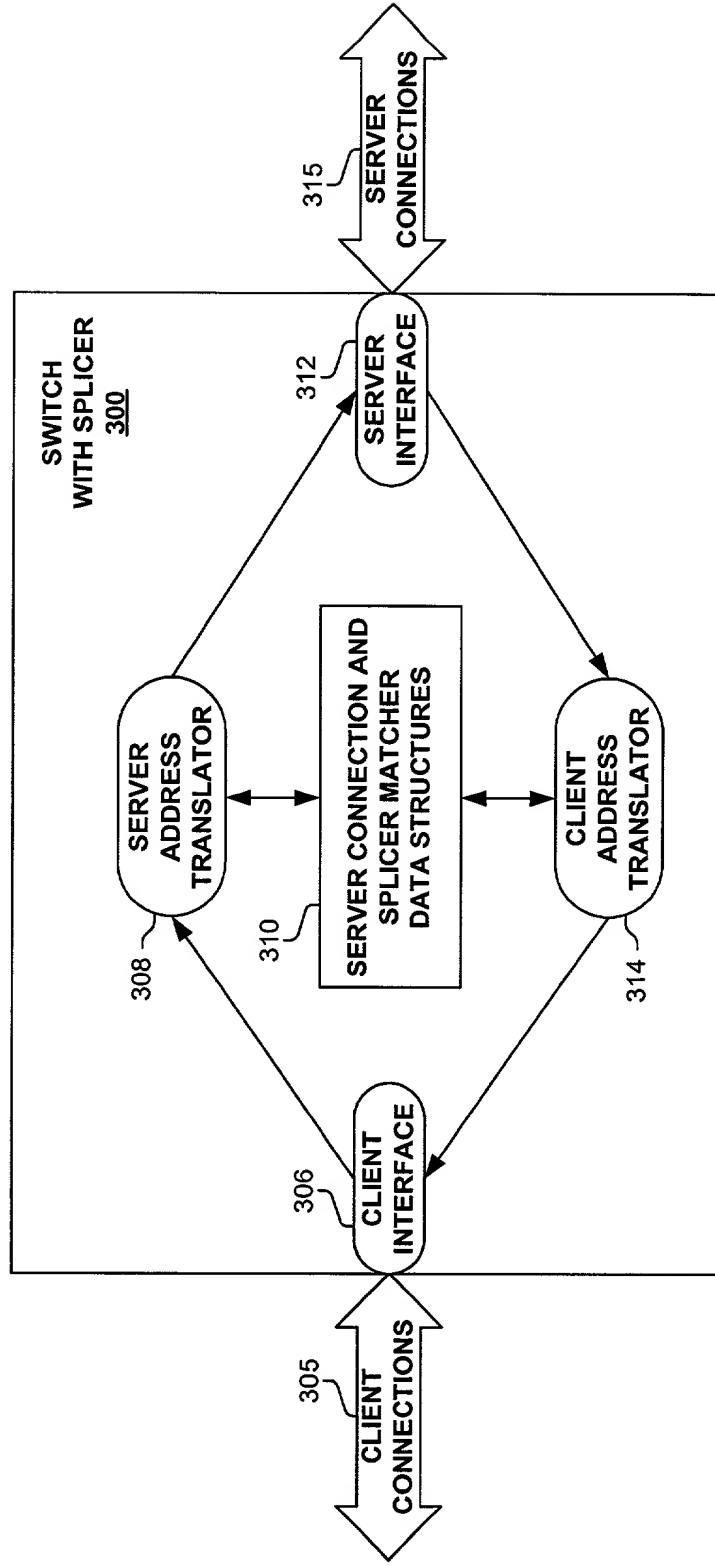 SWITCH
WITH SPLICER
300
305
CLIENT
CONNECTIONS
306
CLIENT
INTERFACE
308
SERVER
ADDRESS
TRANSLATOR
310
SERVER CONNECTION AND
SPLICER MATCHER
DATA STRUCTURES
312
SERVER
INTERFACE
314
CLIENT
ADDRESS
TRANSLATOR
315
SERVER
CONNECTIONS